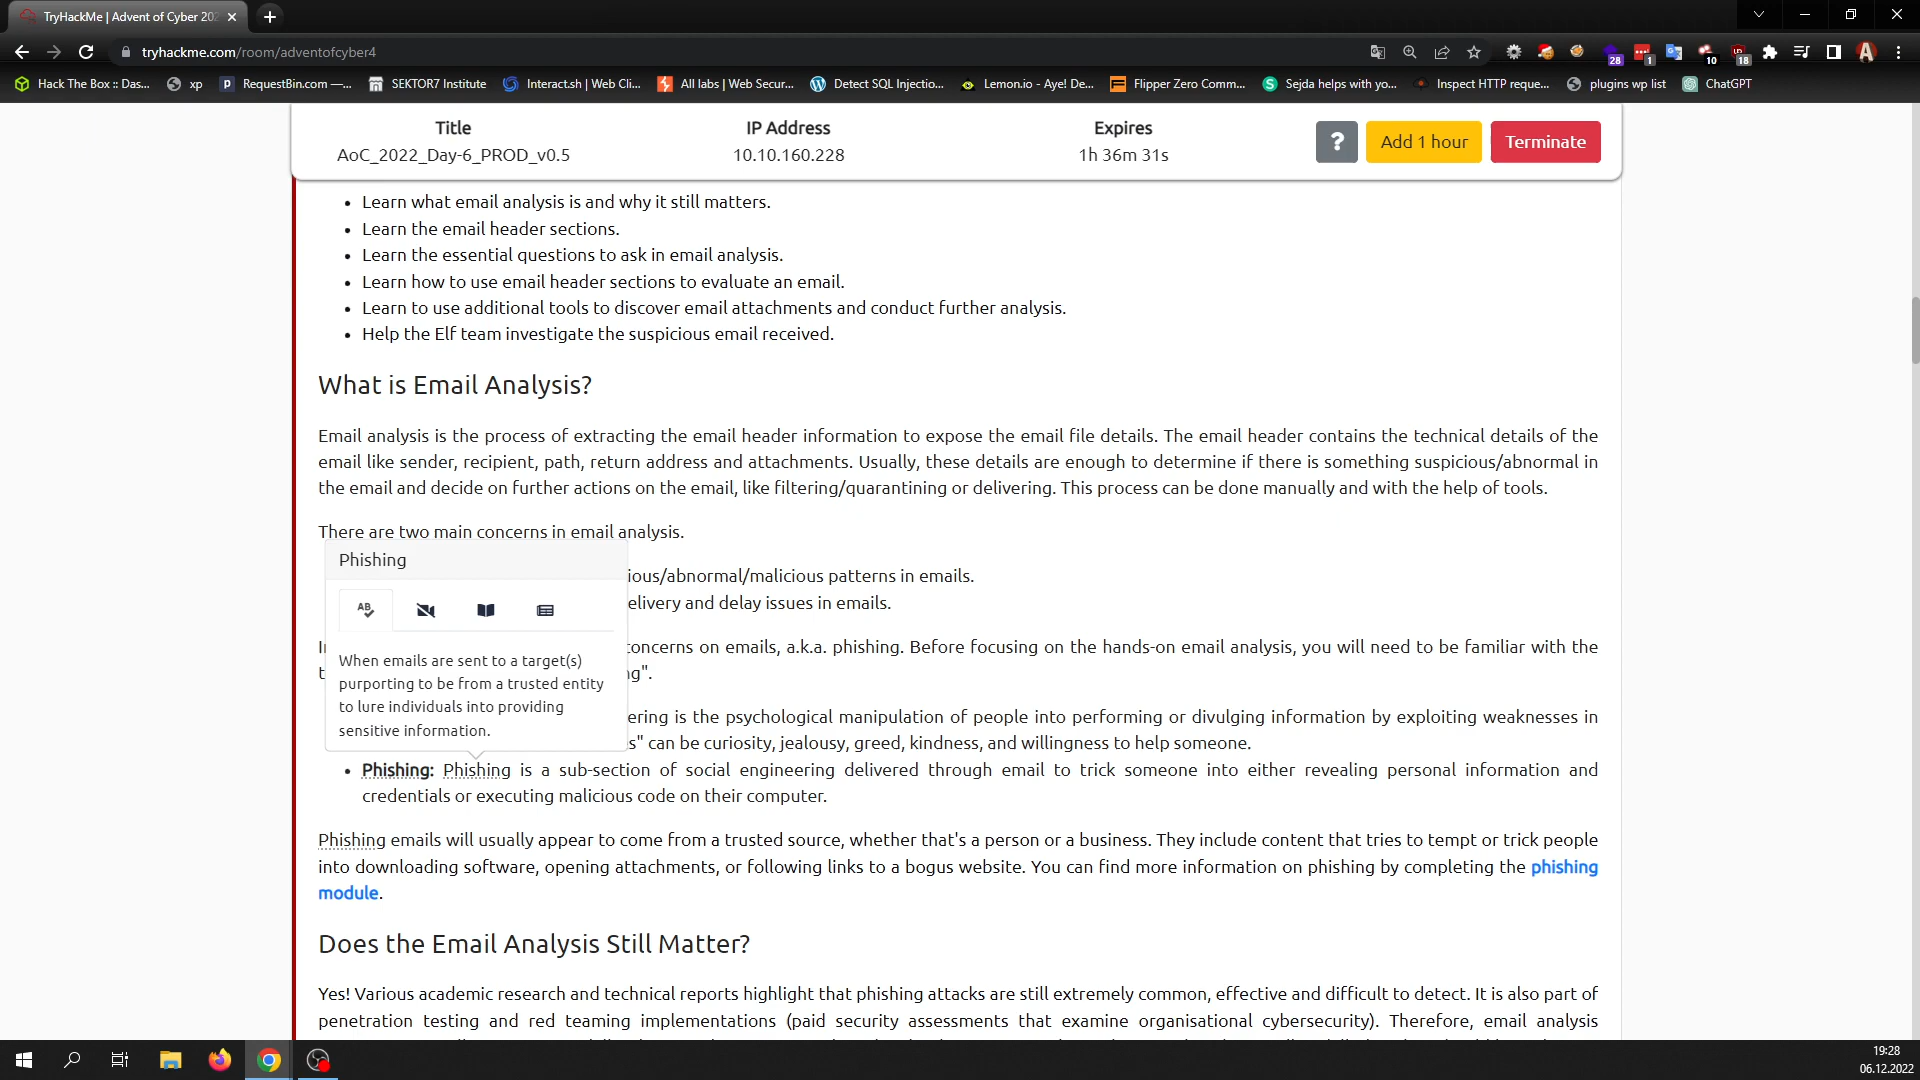 TryHackMe | Advent of Cyber 202
tryhackme.com/room/adventofcyber4
28
1
10
18
A
Hack The Box :: Das...
xp
RequestBin.com —...
SEKTOR7 Institute
Interact.sh | Web Cli...
All labs | Web Secur...
Detect SQL Injectio...
Lemon.io - Aye! De...
Flipper Zero Comm...
Sejda helps with yo...
Inspect HTTP reque...
plugins wp list
ChatGPT
Title
IP Address
Expires
AoC_2022_Day-6_PROD_v0.5
10.10.160.228
1h 36m 31s
?
Add 1 hour
Terminate
• Learn what email analysis is and why it still matters.
• Learn the email header sections.
• Learn the essential questions to ask in email analysis.
• Learn how to use email header sections to evaluate an email.
• Learn to use additional tools to discover email attachments and conduct further analysis.
• Help the Elf team investigate the suspicious email received.
What is Email Analysis?
Email analysis is the process of extracting the email header information to expose the email file details. The email header contains the technical details of the
email like sender, recipient, path, return address and attachments. Usually, these details are enough to determine if there is something suspicious/abnormal in
the email and decide on further actions on the email, like filtering/quarantining or delivering. This process can be done manually and with the help of tools.
There are two main concerns in email analysis.
Phishing
ious/abnormal/malicious patterns in emails.
elivery and delay issues in emails.
concerns on emails, a.k.a. phishing. Before focusing on the hands-on email analysis, you will need to be familiar with the
g".
When emails are sent to a target(s)
purporting to be from a trusted entity
to lure individuals into providing
sensitive information.
ering is the psychological manipulation of people into performing or divulging information by exploiting weaknesses in
s" can be curiosity, jealousy, greed, kindness, and willingness to help someone.
• Phishing: Phishing is a sub-section of social engineering delivered through email to trick someone into either revealing personal information and
credentials or executing malicious code on their computer.
Phishing emails will usually appear to come from a trusted source, whether that's a person or a business. They include content that tries to tempt or trick people
into downloading software, opening attachments, or following links to a bogus website. You can find more information on phishing by completing the phishing
module.
Does the Email Analysis Still Matter?
Yes! Various academic research and technical reports highlight that phishing attacks are still extremely common, effective and difficult to detect. It is also part of
penetration testing and red teaming implementations (paid security assessments that examine organisational cybersecurity). Therefore, email analysis
19:28
06.12.2022